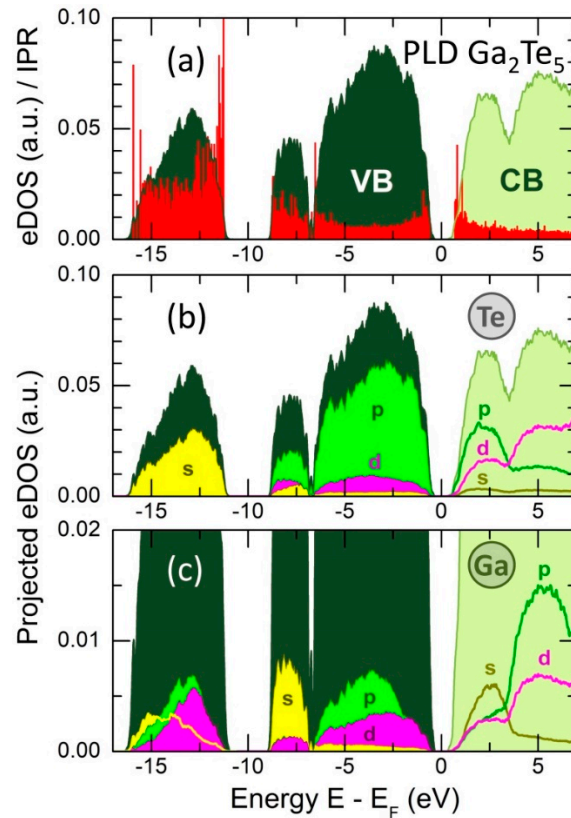 PLD Ga₂Te₅
(a)
VB
CB
eDOS (a.u.) / IPR
0.10
0.05
0.00
-15 -10 -5 0 5
(b)
Te
s
p
d
p
d
s
0.10
0.05
0.00
-15 -10 -5 0 5
Projected eDOS (a.u.)
(c)
Ga
s
p
d
s
p
d
0.02
0.01
0.00
-15 -10 -5 0 5
Energy E - E_F (eV)